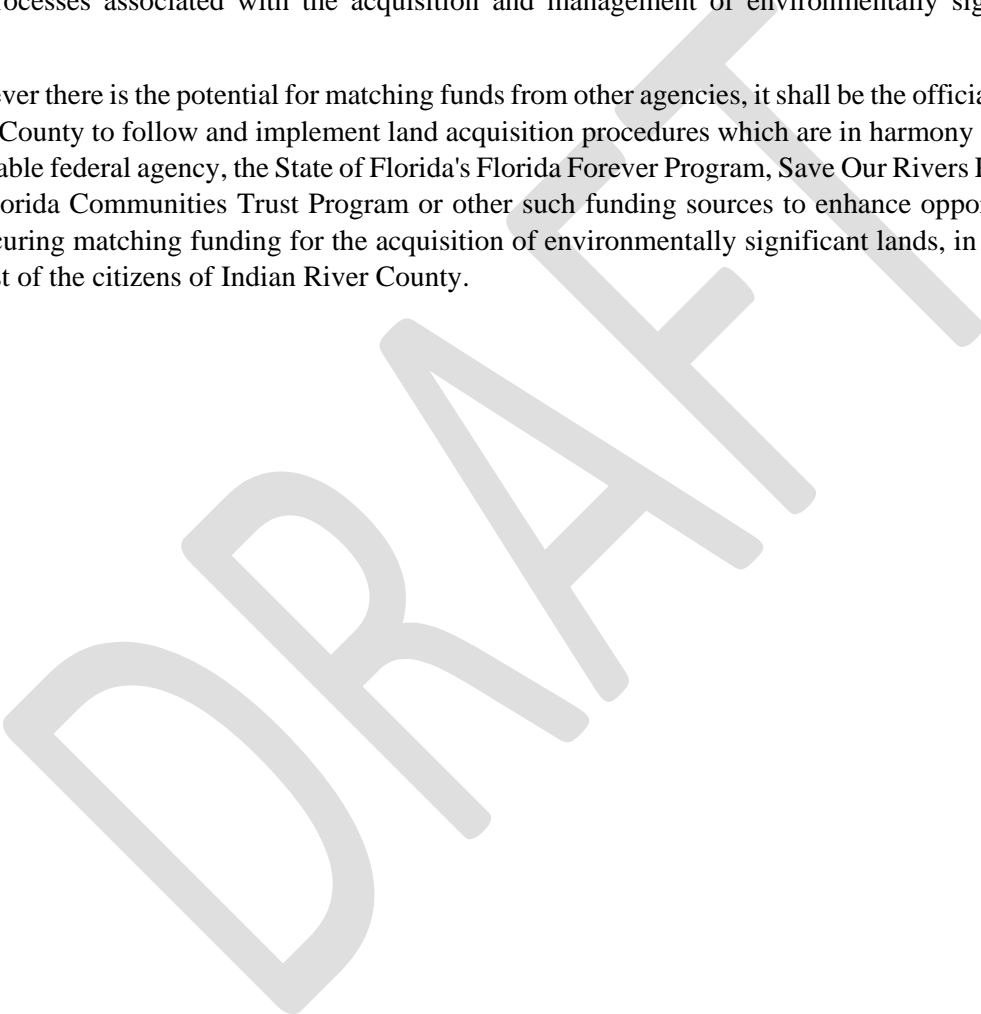 rocesses associated with the acquisition and management of environmentally sig
ever there is the potential for matching funds from other agencies, it shall be the officia
County to follow and implement land acquisition procedures which are in harmony
able federal agency, the State of Florida's Florida Forever Program, Save Our Rivers
orida Communities Trust Program or other such funding sources to enhance oppo
curing matching funding for the acquisition of environmentally significant lands, in
st of the citizens of Indian River County.
DRAFT